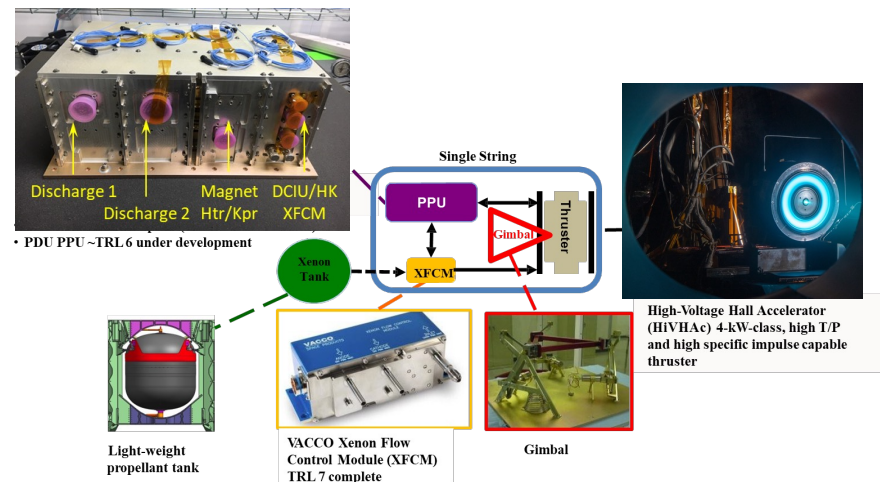 Discharge 1
Discharge 2
Magnet
Htr/Kpr
DCIU/HK
XFCM
• PDU PPU ~TRL 6 under development
Single String
PPU
Gimbal
Thruster
XFCM
Xenon
Tank
High-Voltage Hall Accelerator
(HiVHAc) 4-kW-class, high T/P
and high specific impulse capable
thruster
Light-weight
propellant tank
VACCO
VACCO Xenon Flow
Control Module (XFCM)
TRL 7 complete
Gimbal